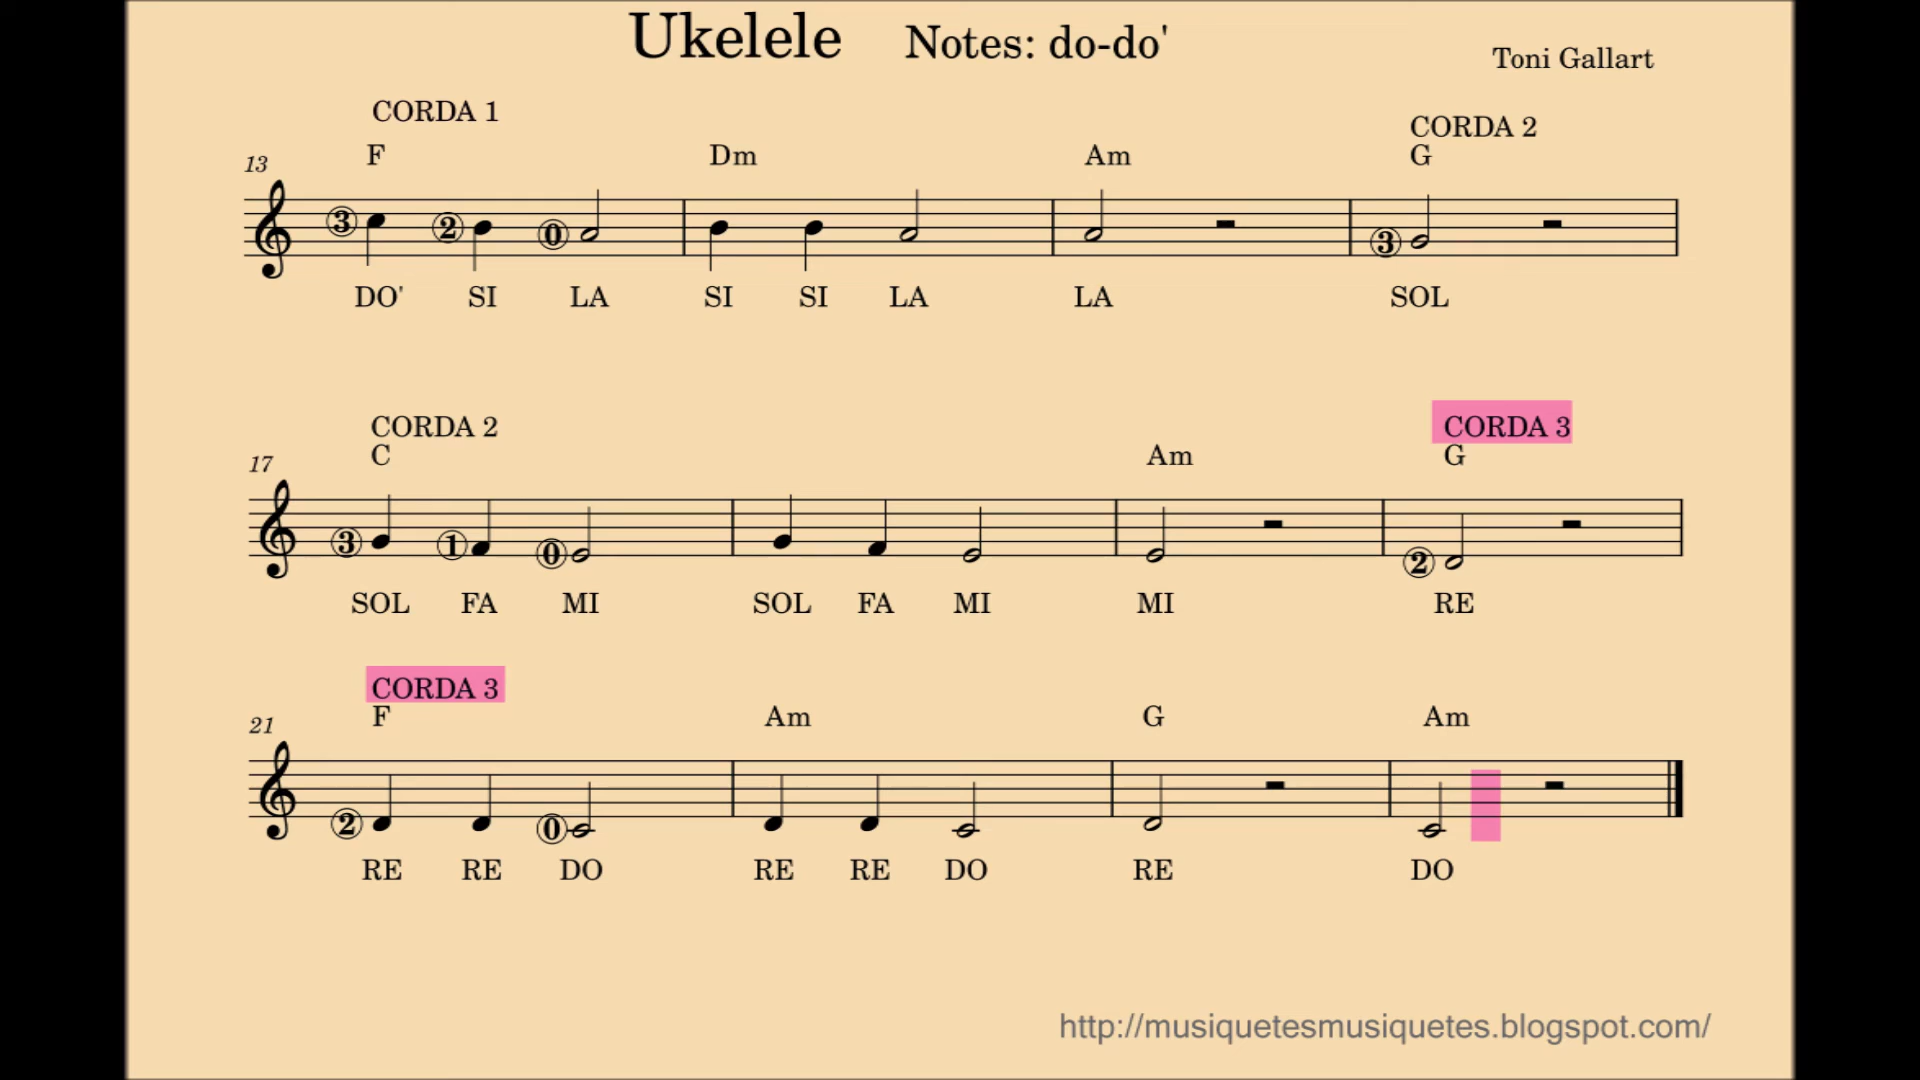 Ukelele Notes: do-do'
Toni Gallart
CORDA 1
CORDA 2
13 F Dm Am G
3 2 0 3
DO' SI LA SI SI LA LA SOL
CORDA 2 CORDA 3
17 C Am G
3 1 0 2
SOL FA MI SOL FA MI MI RE
CORDA 3
21 F Am G Am
2 0
RE RE DO RE RE DO RE DO
http://musiquetesmusiquetes.blogspot.com/